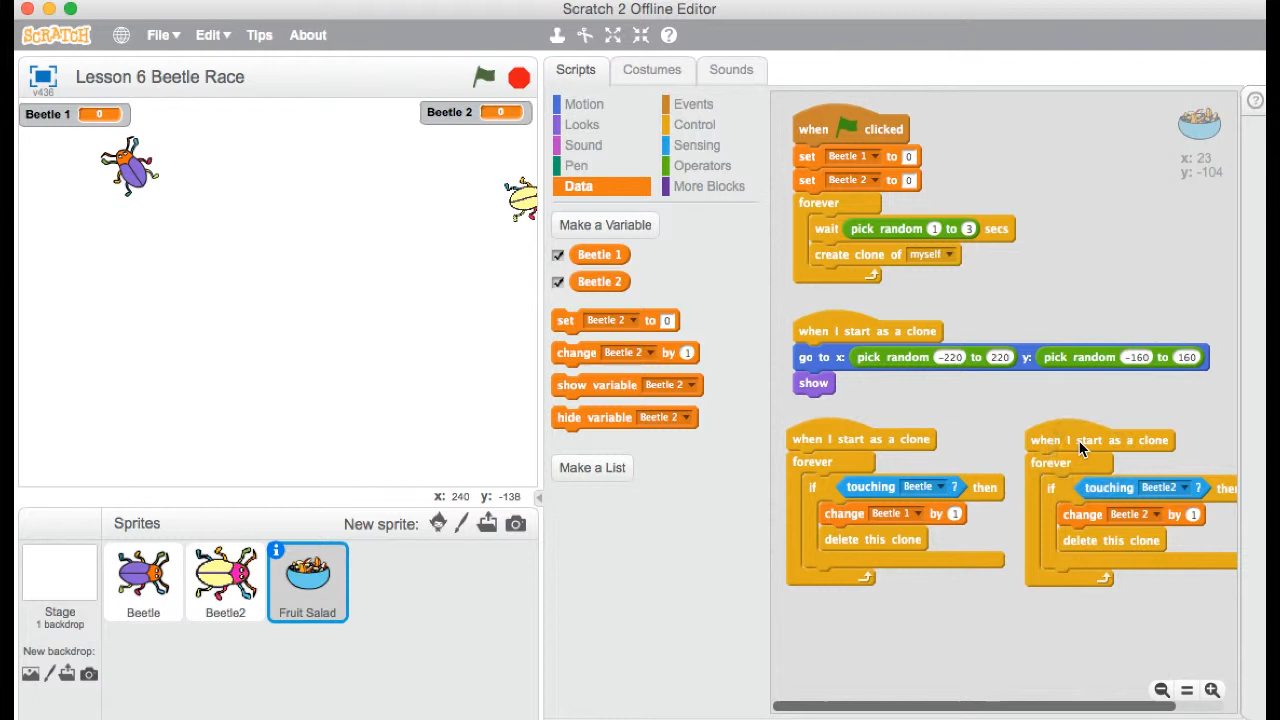 Scratch 2 Offline Editor
SCRATCH File Edit Tips About
v436 Lesson 6 Beetle Race
Beetle 1 0
Beetle 2 0
x: 240 y: -138
Sprites New sprite:
Stage
1 backdrop
New backdrop:
Beetle
Beetle2
Fruit Salad
Scripts Costumes Sounds
Motion Events
Looks Control
Sound Sensing
Pen Operators
Data More Blocks
Make a Variable
Beetle 1
Beetle 2
set Beetle 2 to 0
change Beetle 2 by 1
show variable Beetle 2
hide variable Beetle 2
Make a List
when clicked
set Beetle 1 to 0
set Beetle 2 to 0
forever
wait pick random 1 to 3 secs
create clone of myself
x: 23
y: -104
when I start as a clone
go to x: pick random -220 to 220 y: pick random -160 to 160
show
when I start as a clone
forever
if touching Beetle ? then
change Beetle 1 by 1
delete this clone
when I start as a clone
forever
if touching Beetle2 ? then
change Beetle 2 by 1
delete this clone